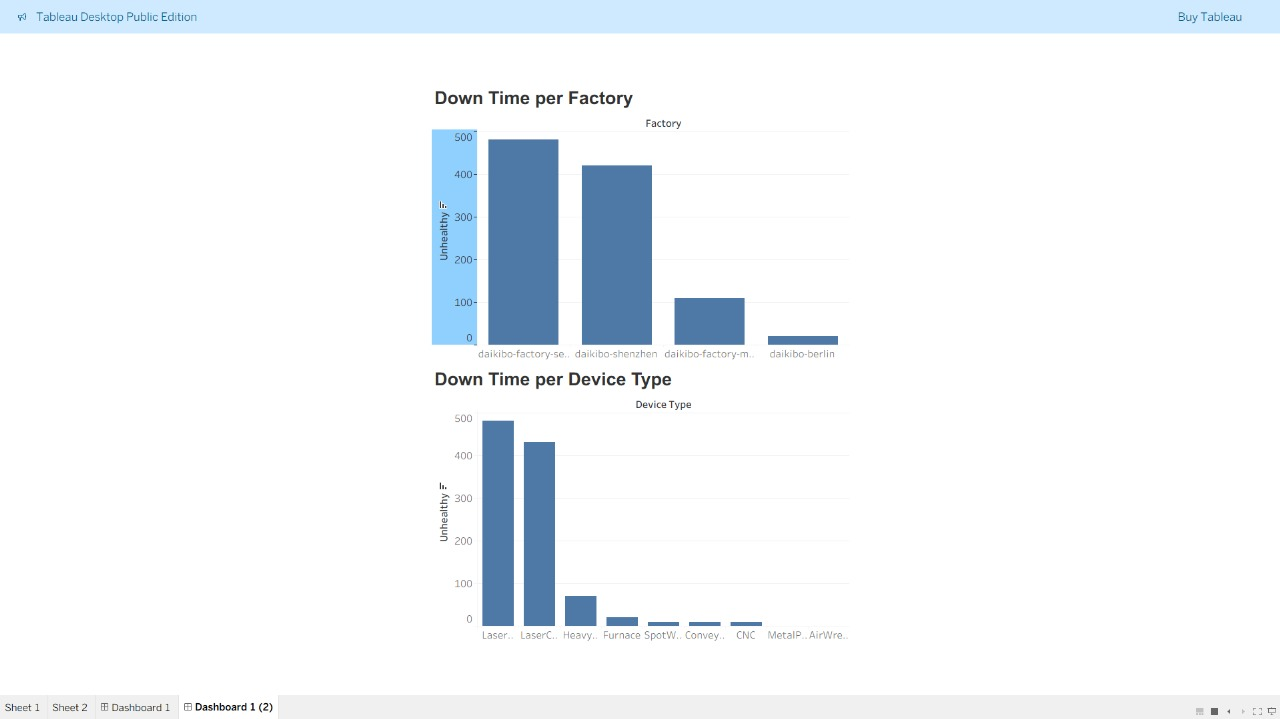 Tableau Desktop Public Edition
Buy Tableau
Down Time per Factory
Factory
500
400
300
200
100
0
Unhealthy
daikibo-factory-se.. daikibo-shenzhen daikibo-factory-m.. daikibo-berlin
Down Time per Device Type
Device Type
500
400
300
200
100
0
Unhealthy
Laser.. LaserC.. Heavy.. Furnace SpotW.. Convey.. CNC MetalP.. AirWre..
Sheet 1 Sheet 2 Dashboard 1 Dashboard 1 (2)